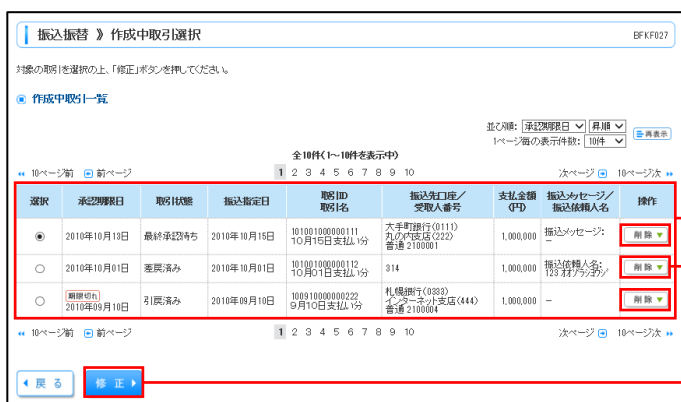 振込振替 》 作成中取引選択
BFKF027
対象の取引を選択の上、「修正」ボタンを押してください。
作成中取引一覧
並び順: 承認期限日 昇順
1ページ毎の表示件数: 10件
再表示
全10件(1~10件を表示中)
10ページ前 前ページ 1 2 3 4 5 6 7 8 9 10 次ページ 10ページ次
選択 承認期限日 取引状態 振込指定日 取引ID 取引名 振込先口座/ 受取人番号 支払金額 (円) 振込メッセージ/ 振込依頼人名 操作
2010年10月13日 最終承認待ち 2010年10月15日 101001000000111 10月15日支払い分 大手町銀行(0111) 丸の内支店(222) 普通 2100001 1,000,000 振込メッセージ: − 削除
2010年10月01日 差戻済み 2010年10月01日 101001000000112 10月01日支払い分 314 1,000,000 振込依頼人名: 削除
期限切れ
2010年09月10日 引戻済み 2010年09月10日 100910000000222 9月10日支払い分 札幌銀行(0333) インターネット支店(444) 普通 2100004 1,000,000 − 削除
10ページ前 前ページ 1 2 3 4 5 6 7 8 9 10 次ページ 10ページ次
戻る 修正